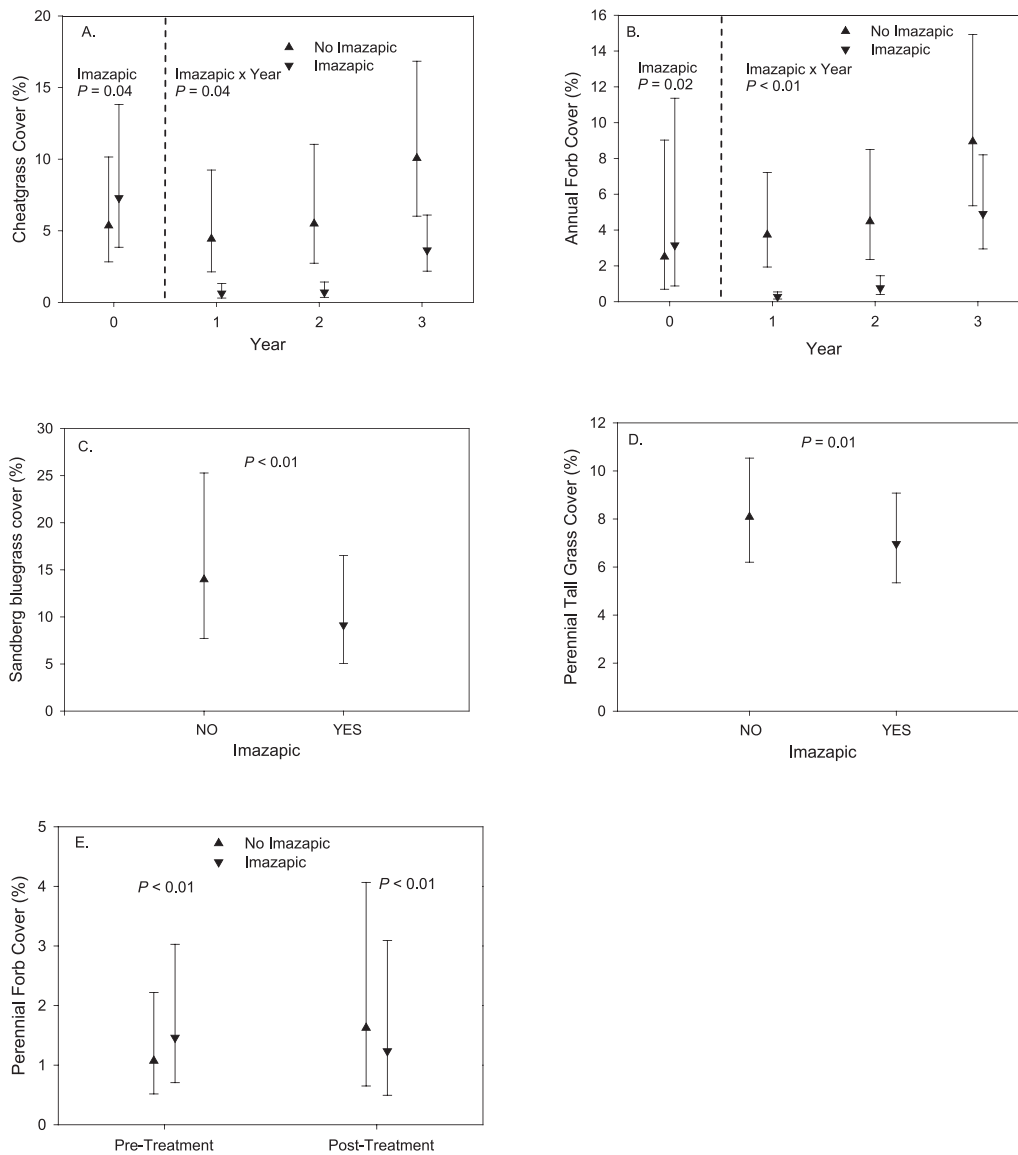 A.
▲ No Imazapic
▼ Imazapic
Imazapic
P = 0.04
Imazapic x Year
P = 0.04
Cheatgrass Cover (%)
20
15
10
5
0
0 1 2 3
Year
B.
▲ No Imazapic
▼ Imazapic
Imazapic
P = 0.02
Imazapic x Year
P < 0.01
Annual Forb Cover (%)
16
14
12
10
8
6
4
2
0
0 1 2 3
Year
C.
P < 0.01
Sandberg bluegrass cover (%)
30
25
20
15
10
5
0
NO YES
Imazapic
D.
P = 0.01
Perennial Tall Grass Cover (%)
12
10
8
6
4
2
0
NO YES
Imazapic
E.
▲ No Imazapic
▼ Imazapic
P < 0.01
P < 0.01
Perennial Forb Cover (%)
5
4
3
2
1
0
Pre-Treatment Post-Treatment